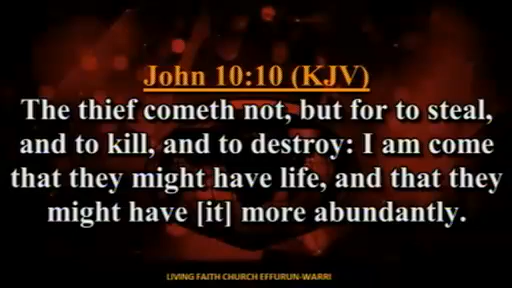 John 10:10 (KJV)
The thief cometh not, but for to steal,
and to kill, and to destroy: I am come
that they might have life, and that they
might have [it] more abundantly.
LIVING FAITH CHURCH EFFURUN-WARRI